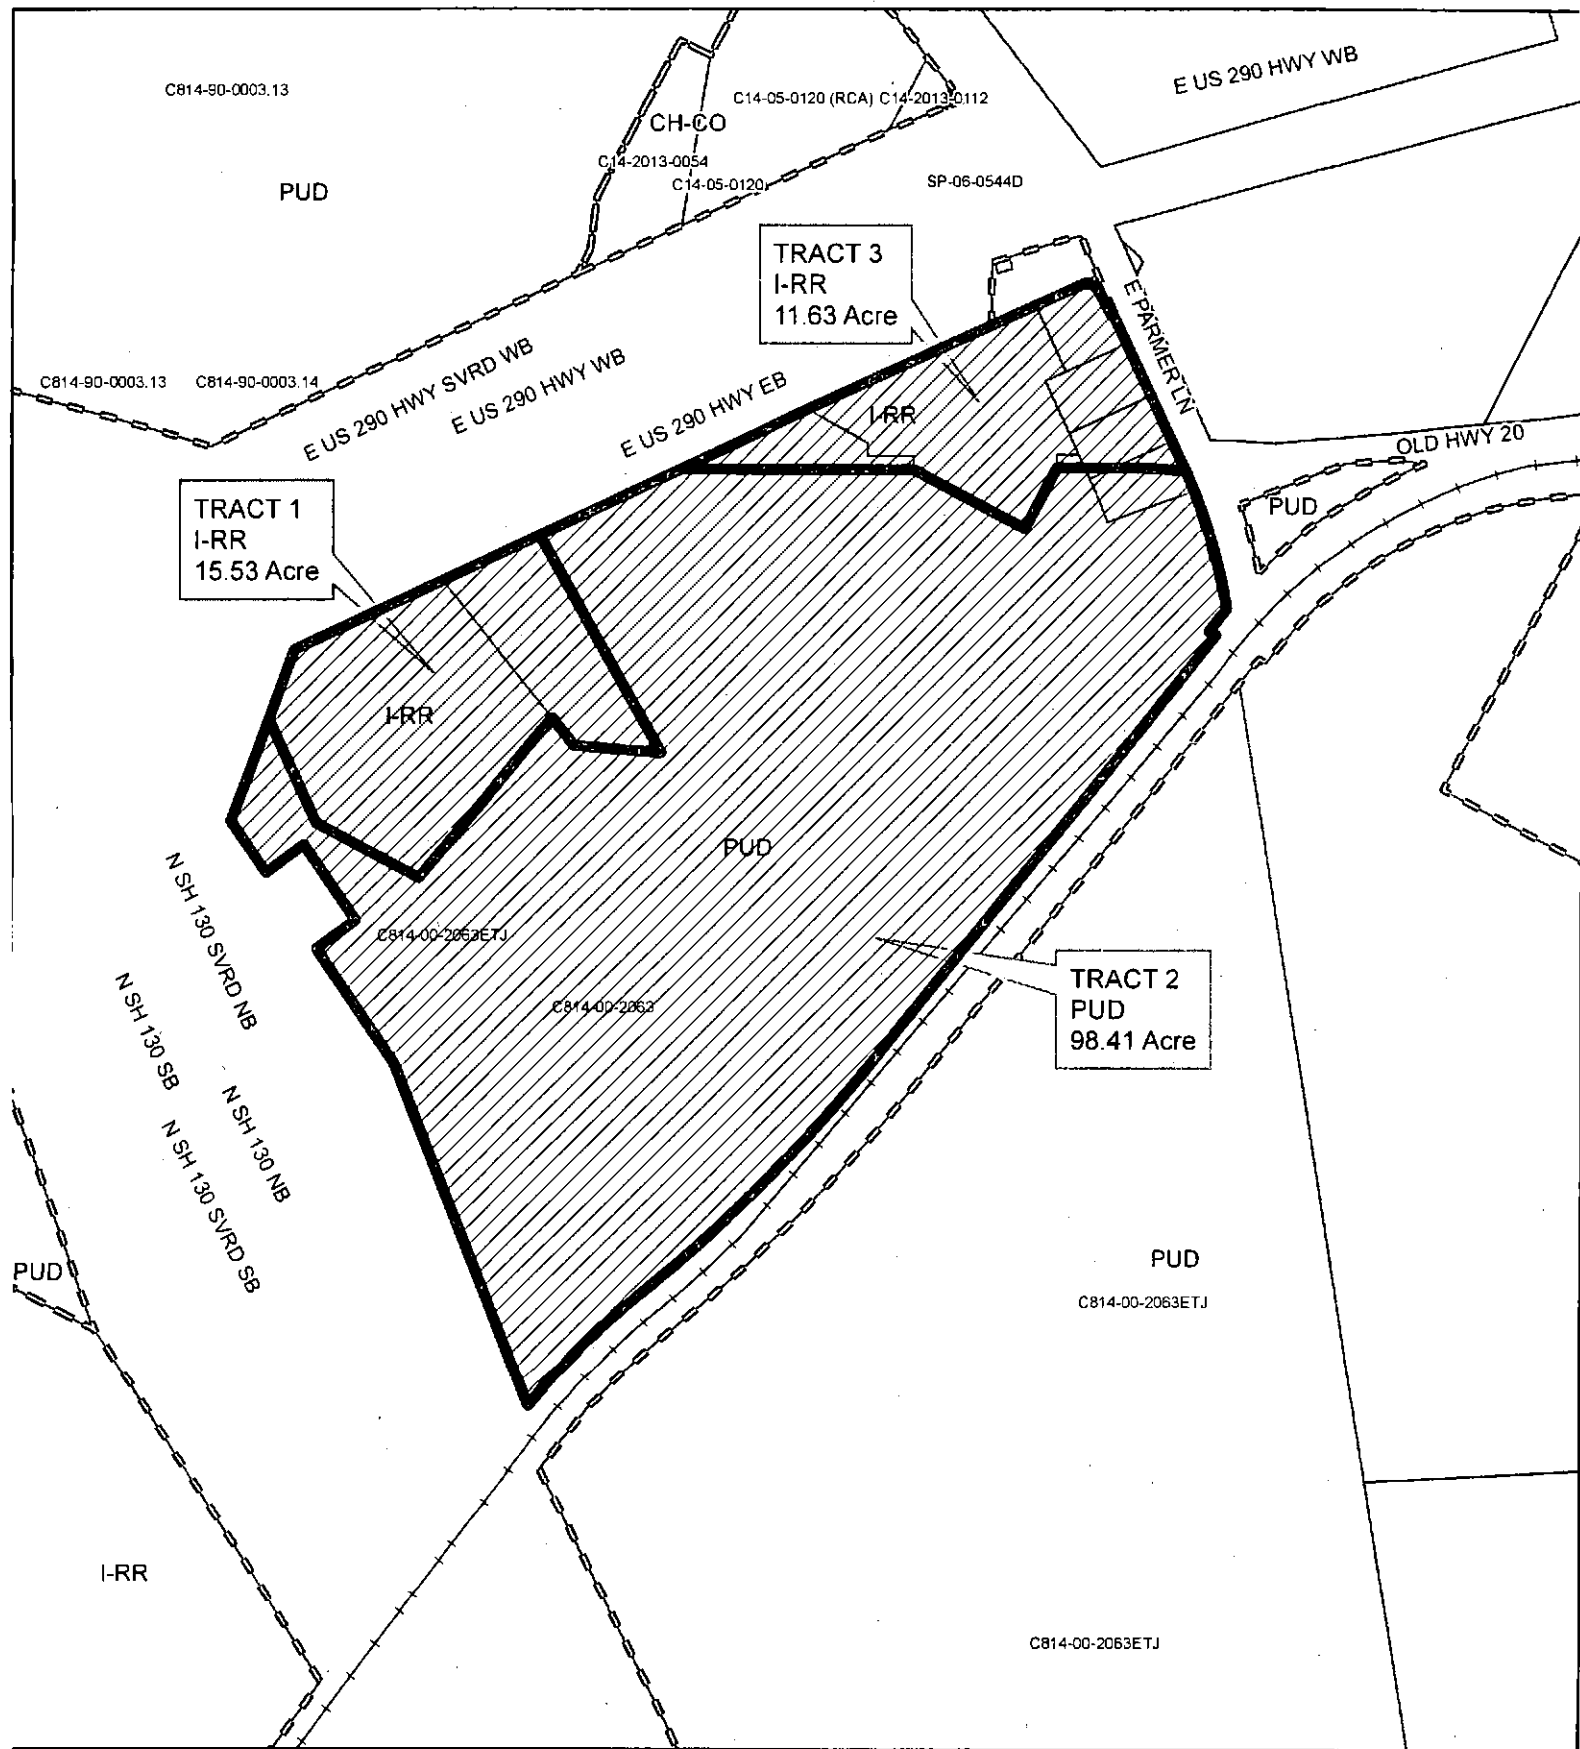 E US 290 HWY WB
C814-90-0003.13
C14-05-0120 (RCA)
C14-2013-0112
CH-CO
C14-2013-0054
C14-05-0120
SP-06-0544D
PUD
TRACT 3
I-RR
11.63 Acre
E PARMER LN
C814-90-0003.13
C814-90-0003.14
E US 290 HWY SVRD WB
E US 290 HWY WB
E US 290 HWY EB
I-RR
OLD HWY 20
PUD
TRACT 1
I-RR
15.53 Acre
I-RR
PUD
N SH 130 SVRD NB
C814-00-2063ETJ
C814-00-2063
TRACT 2
PUD
98.41 Acre
N SH 130 SB
N SH 130 NB
N SH 130 SVRD SB
PUD
PUD
C814-00-2063ETJ
I-RR
C814-00-2063ETJ